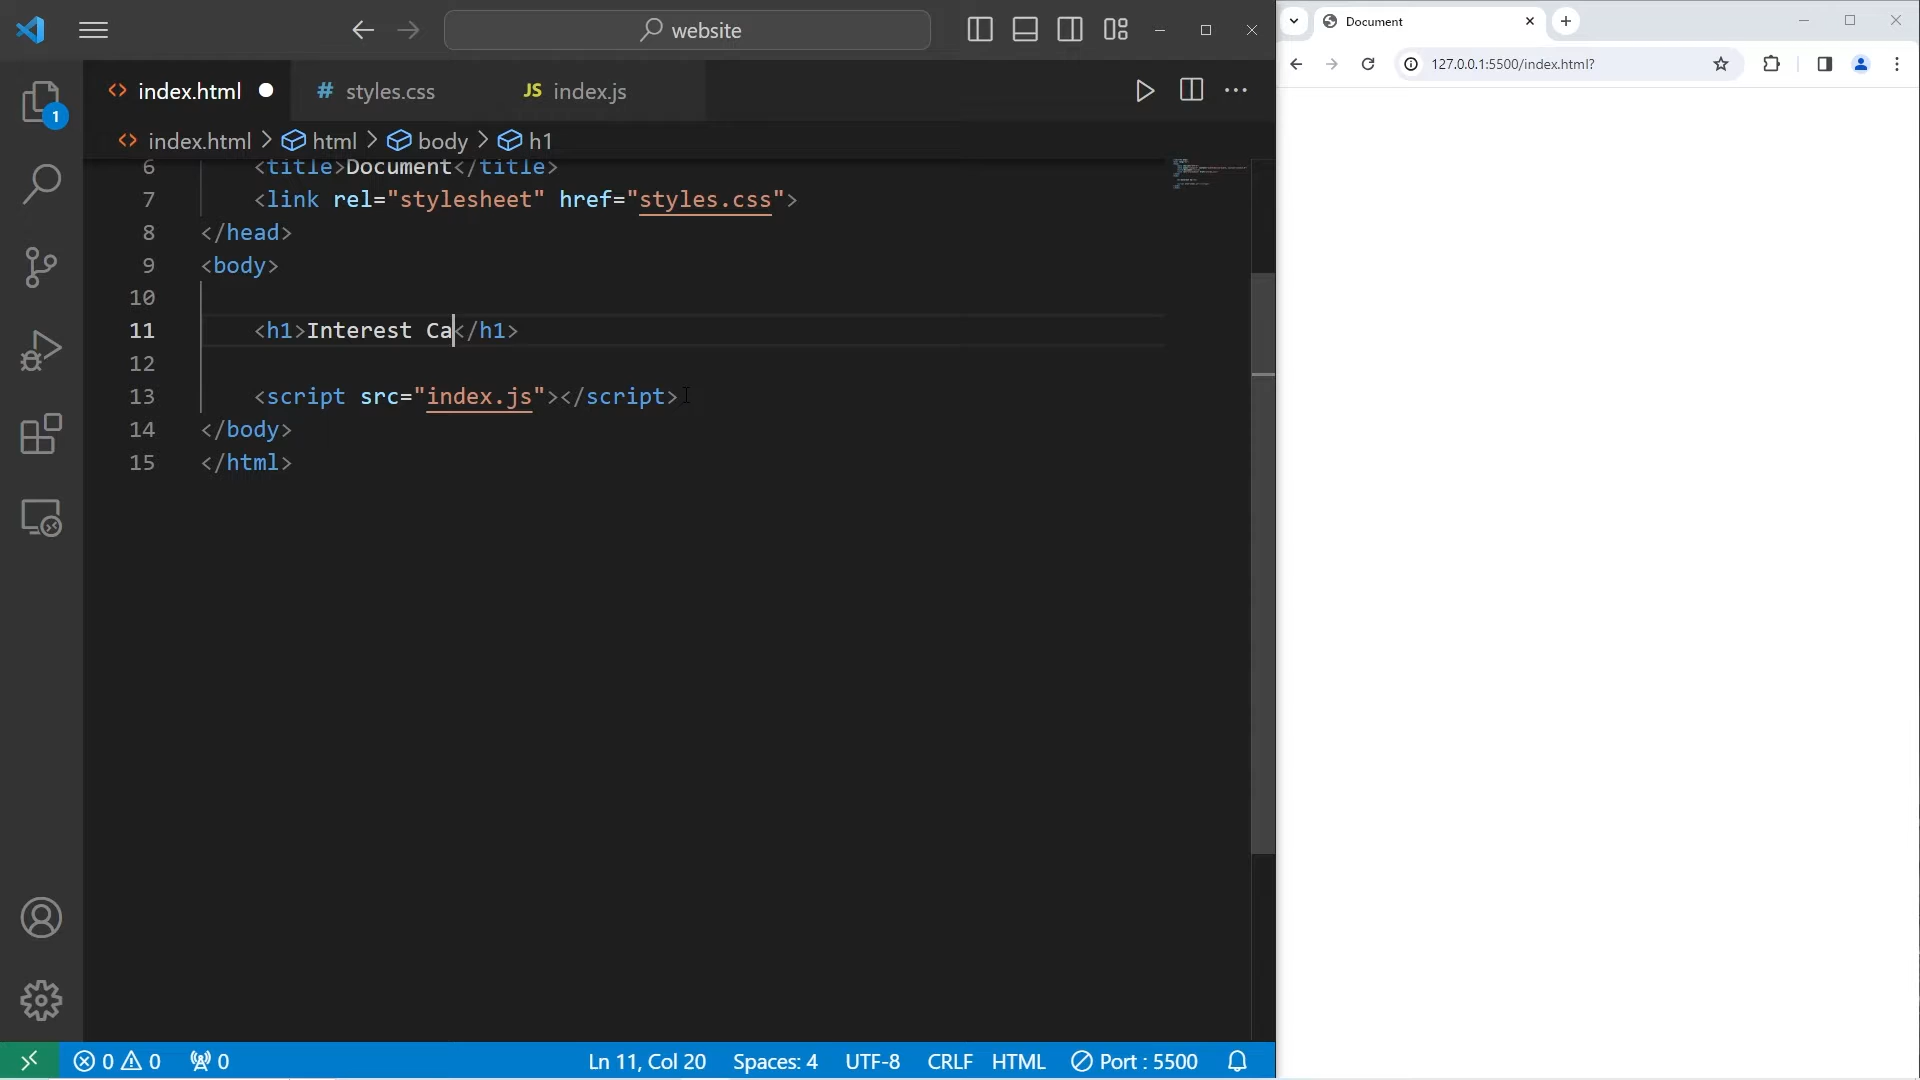 website
Document
127.0.0.1:5500/index.html?
1
index.html
styles.css
JS index.js
index.html > html > body > h1
6 <title>Document</title>
7 <link rel="stylesheet" href="styles.css">
8 </head>
9 <body>
10
11 <h1>Interest Ca</h1>
12
13 <script src="index.js"></script>
14 </body>
15 </html>
0 0 0 Ln 11, Col 20 Spaces: 4 UTF-8 CRLF HTML Port : 5500